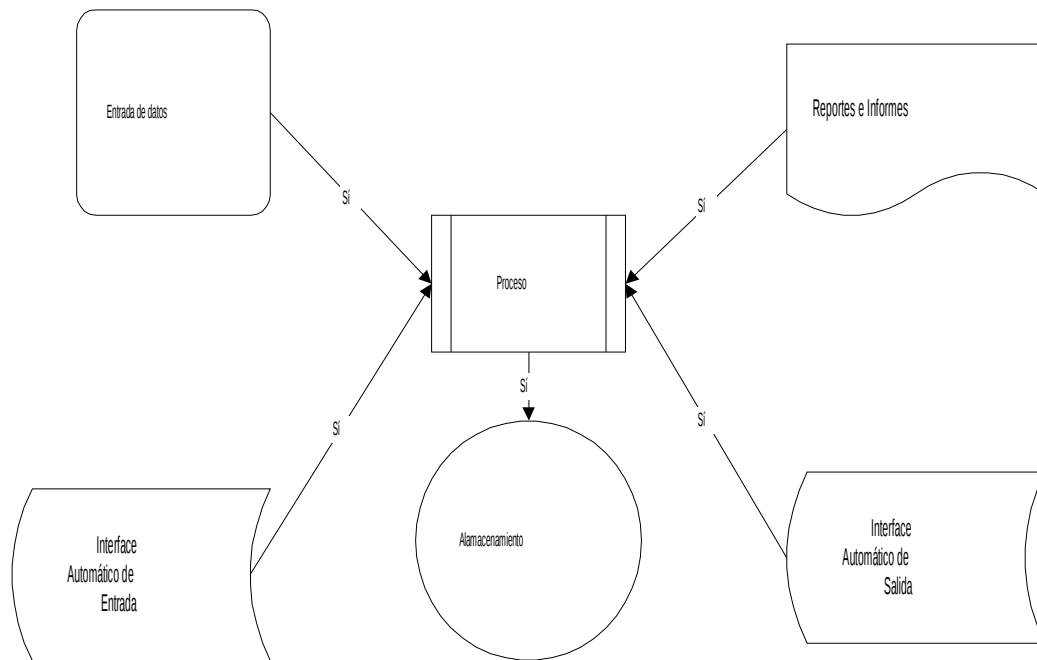 Entrada de datos
Reportes e Informes
Sí
Sí
Proceso
Sí
Sí
Sí
Alamacenamiento
Interface
Automático de
Entrada
Interface
Automático de
Salida